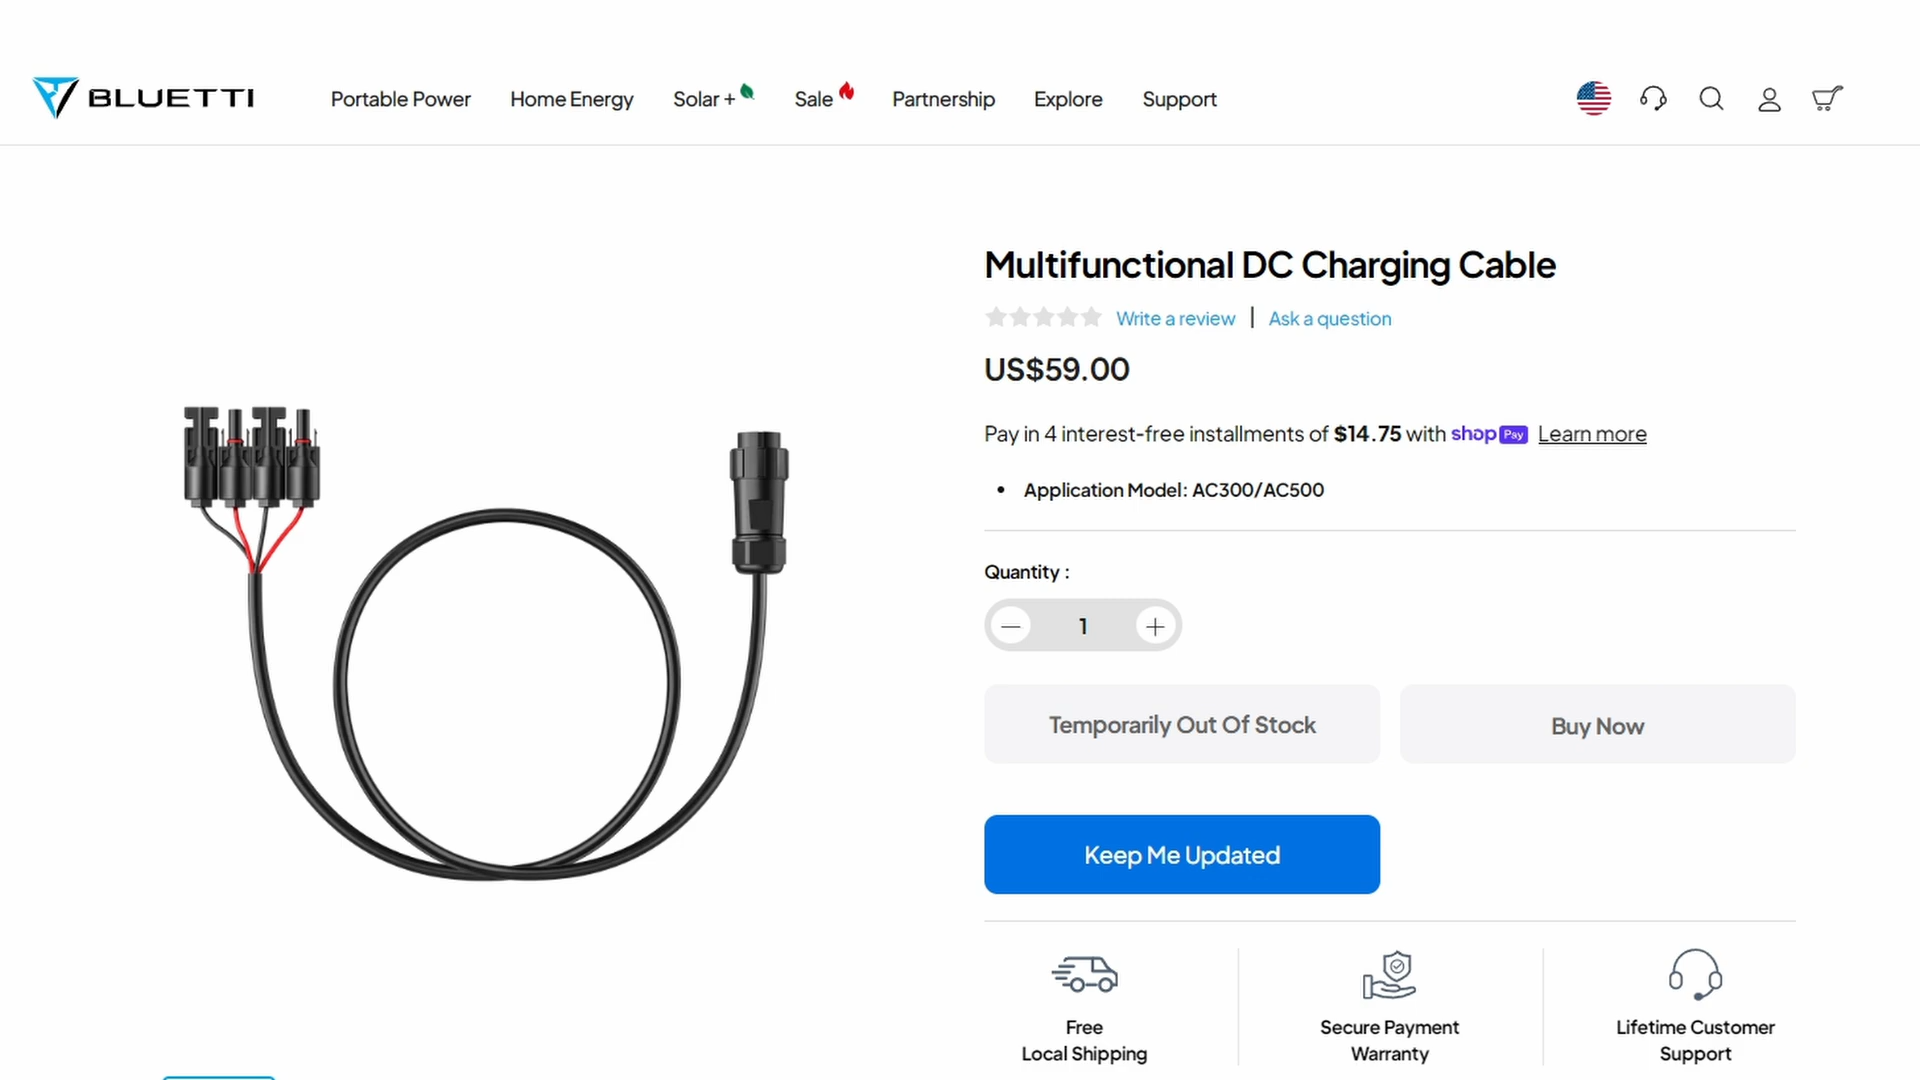 BLUETTI
Portable Power
Home Energy
Solar +
Sale
Partnership
Explore
Support
Multifunctional DC Charging Cable
Write a review | Ask a question
US$59.00
Pay in 4 interest-free installments of $14.75 with shop Pay Learn more
• Application Model: AC300/AC500
Quantity :
— 1 +
Temporarily Out Of Stock
Buy Now
Keep Me Updated
Free
Local Shipping
Secure Payment
Warranty
Lifetime Customer
Support